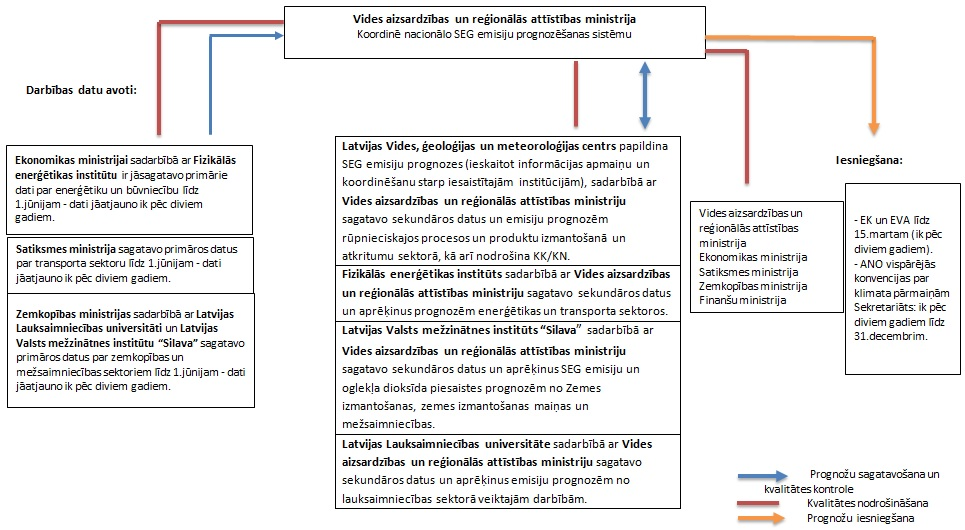 Vides aizsardzības un reģionālās attīstības ministrija
Koordinē nacionālo SEG emisiju prognozēšanas sistēmu
Darbības datu avoti:
Ekonomikas ministrijai sadarbībā ar Fizikālās
enerģētikas institūtu ir jāsagatavo primārie
dati par enerģētiku un būvniecību līdz
1.jūnijam - dati jāatjauno ik pēc diviem
gadiem.
Satiksmes ministrija sagatavo primāros datus
par transporta sektoru līdz 1.jūnijam - dati
jāatjauno ik pēc diviem gadiem.
Zemkopības ministrijas sadarbībā ar Latvijas
Lauksaimniecības universitāti un Latvijas
Valsts mežzinātnes institūtu “Silava” sagatavo
primāros datus par zemkopības un
mežsaimniecības sektoriem līdz 1.jūnijam - dati
jāatjauno ik pēc diviem gadiem.
Latvijas Vides, ģeoloģijas un meteoroloģijas centrs papildina
SEG emisiju prognozes (ieskaitot informācijas apmaiņu un
koordinēšanu starp iesaistītajām institūcijām), sadarbībā ar
Vides aizsardzības un reģionālās attīstības ministriju
sagatavo sekundāros datus un emisiju prognozēm
rūpnieciskajos procesos un produktu izmantošanā un
atkritumu sektorā, kā arī nodrošina KK/KN.
Fizikālās enerģētikas institūts sadarbībā ar Vides aizsardzības
un reģionālās attīstības ministriju sagatavo sekundāros datus
un aprēķinus prognozēm enerģētikas un transporta sektoros.
Latvijas Valsts mežzinātnes institūts “Silava” sadarbībā ar
Vides aizsardzības un reģionālās attīstības ministriju
sagatavo sekundāros datus un aprēķinus SEG emisiju un
oglekļa dioksīda piesaistes prognozēm no Zemes
izmantošanas, zemes izmantošanas maiņas un
mežsaimniecības.
Latvijas Lauksaimniecības universitāte sadarbībā ar Vides
aizsardzības un reģionālās attīstības ministriju sagatavo
sekundāros datus un aprēķinus emisiju prognozēm no
lauksaimniecības sektorā veiktajām darbībām.
Vides aizsardzības un
reģionālās attīstības
ministrija
Ekonomikas ministrija
Satiksmes ministrija
Zemkopības ministrija
Finanšu ministrija
Iesniegšana:
- EK un EVA līdz
15.martam (ik pēc
diviem gadiem).
- ANO vispārējās
konvencijas par
klimata pārmaiņām
Sekretariāts: ik pēc
diviem gadiem līdz
31.decembrim.
Prognožu sagatavošana un
kvalitātes kontrole
Kvalitātes nodrošināšana
Prognožu iesniegšana